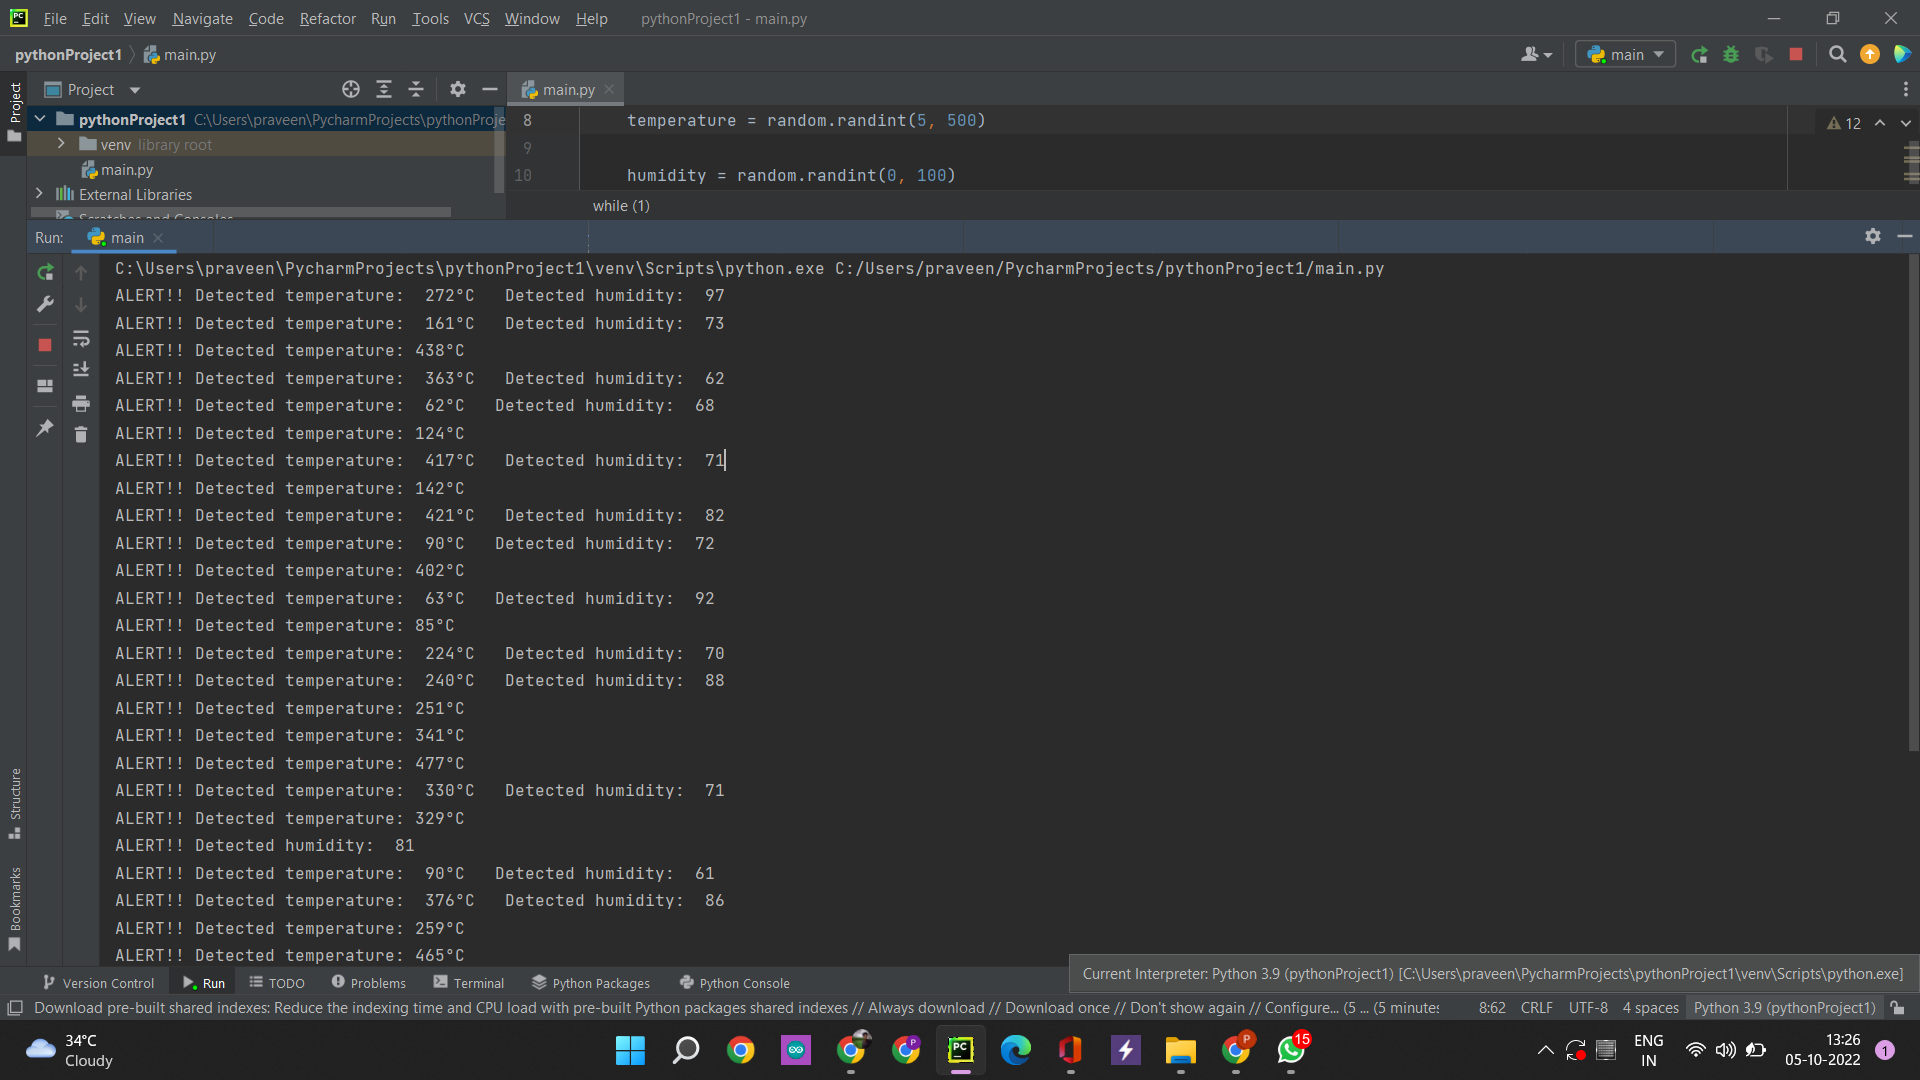 File Edit View Navigate Code Refactor Run Tools VCS Window Help pythonProject1 - main.py
pythonProject1 main.py main
Project
Project main.py
pythonProject1 C:\Users\praveen\PycharmProjects\pythonProje
venv library root
main.py
External Libraries
Scratches and Consoles
8 temperature = random.randint(5, 500)
9
10 humidity = random.randint(0, 100)
12
while (1)
Run: main
C:\Users\praveen\PycharmProjects\pythonProject1\venv\Scripts\python.exe C:/Users/praveen/PycharmProjects/pythonProject1/main.py
ALERT!! Detected temperature:  272°C   Detected humidity:  97
ALERT!! Detected temperature:  161°C   Detected humidity:  73
ALERT!! Detected temperature: 438°C
ALERT!! Detected temperature:  363°C   Detected humidity:  62
ALERT!! Detected temperature:  62°C   Detected humidity:  68
ALERT!! Detected temperature: 124°C
ALERT!! Detected temperature:  417°C   Detected humidity:  71
ALERT!! Detected temperature: 142°C
ALERT!! Detected temperature:  421°C   Detected humidity:  82
ALERT!! Detected temperature:  90°C   Detected humidity:  72
ALERT!! Detected temperature: 402°C
ALERT!! Detected temperature:  63°C   Detected humidity:  92
ALERT!! Detected temperature: 85°C
ALERT!! Detected temperature:  224°C   Detected humidity:  70
ALERT!! Detected temperature:  240°C   Detected humidity:  88
ALERT!! Detected temperature: 251°C
ALERT!! Detected temperature: 341°C
ALERT!! Detected temperature: 477°C
ALERT!! Detected temperature:  330°C   Detected humidity:  71
ALERT!! Detected temperature: 329°C
ALERT!! Detected humidity:  81
ALERT!! Detected temperature:  90°C   Detected humidity:  61
ALERT!! Detected temperature:  376°C   Detected humidity:  86
ALERT!! Detected temperature: 259°C
ALERT!! Detected temperature: 465°C
Structure
Bookmarks
Version Control Run TODO Problems Terminal Python Packages Python Console
Current Interpreter: Python 3.9 (pythonProject1) [C:\Users\praveen\PycharmProjects\pythonProject1\venv\Scripts\python.exe]
Download pre-built shared indexes: Reduce the indexing time and CPU load with pre-built Python packages shared indexes // Always download // Download once // Don't show again // Configure... (5 ... (5 minutes 8:62 CRLF UTF-8 4 spaces Python 3.9 (pythonProject1)
34°C
Cloudy
15
ENG
IN
13:26
05-10-2022
1